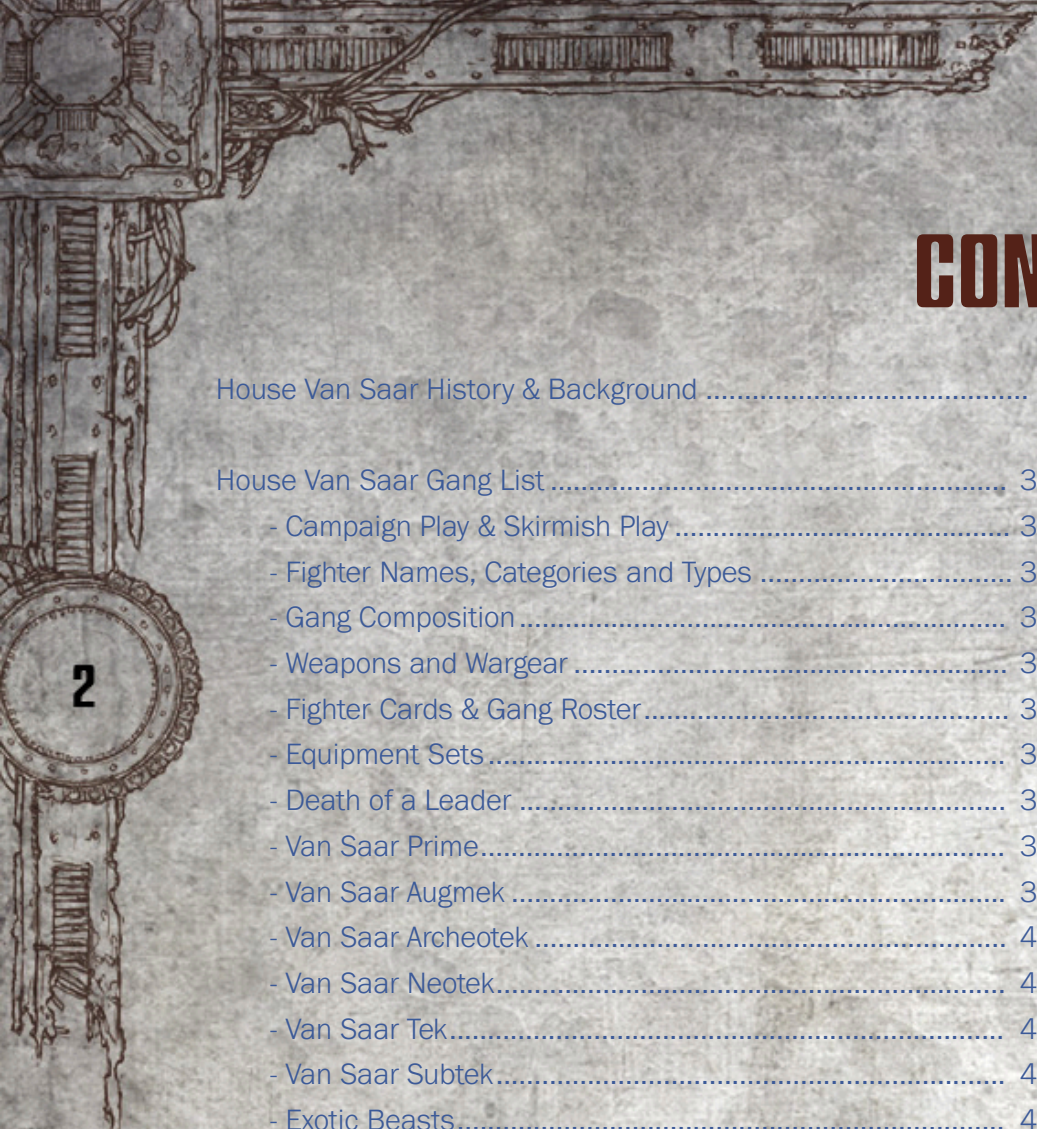 CON
House Van Saar History & Background ..........................................
House Van Saar Gang List ............................................................ 3
- Campaign Play & Skirmish Play ............................................ 3
- Fighter Names, Categories and Types ................................. 3
- Gang Composition ................................................................ 3
- Weapons and Wargear ......................................................... 3
- Fighter Cards & Gang Roster ................................................ 3
- Equipment Sets .................................................................... 3
- Death of a Leader ................................................................ 3
- Van Saar Prime ..................................................................... 3
- Van Saar Augmek ................................................................. 3
2
- Van Saar Archeotek .............................................................. 4
- Van Saar Neotek ................................................................... 4
- Van Saar Tek ......................................................................... 4
- Van Saar Subtek ................................................................... 4
- Exotic Beasts ........................................................................ 4